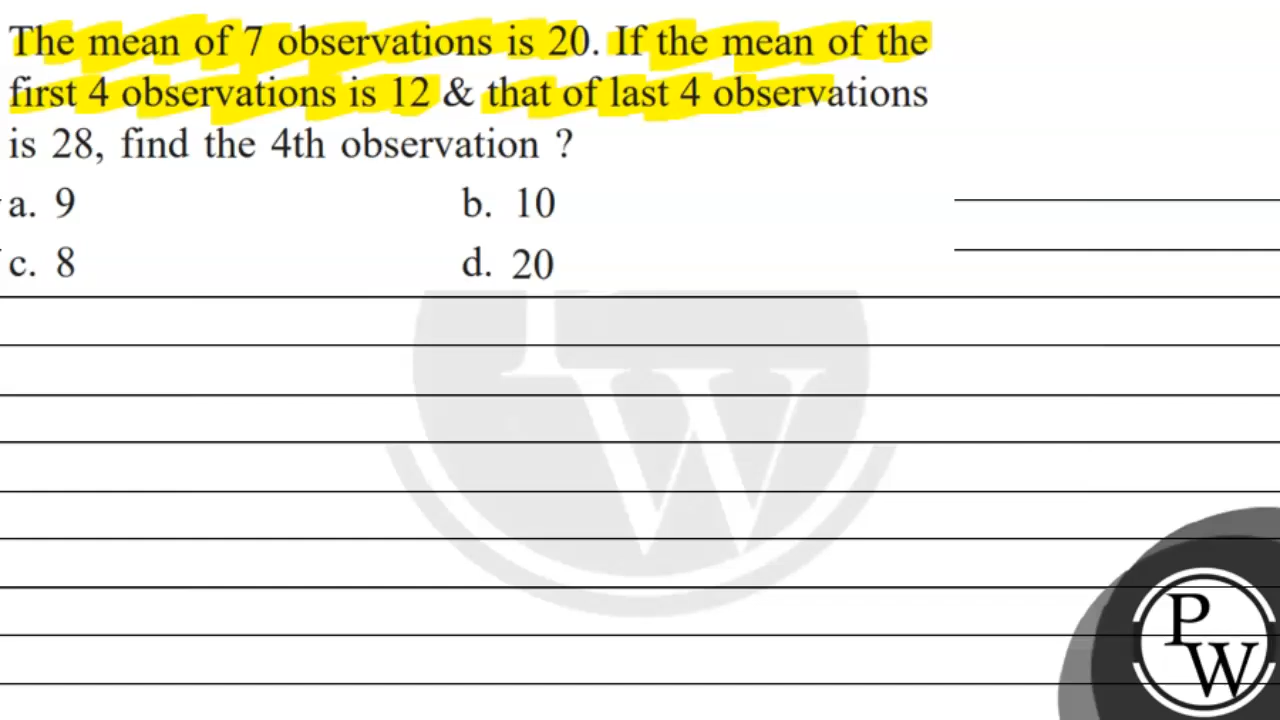 The mean of 7 observations is 20. If the mean of the
first 4 observations is 12 & that of last 4 observations
is 28, find the 4th observation ?
a. 9 b. 10
c. 8 d. 20
W
P
W